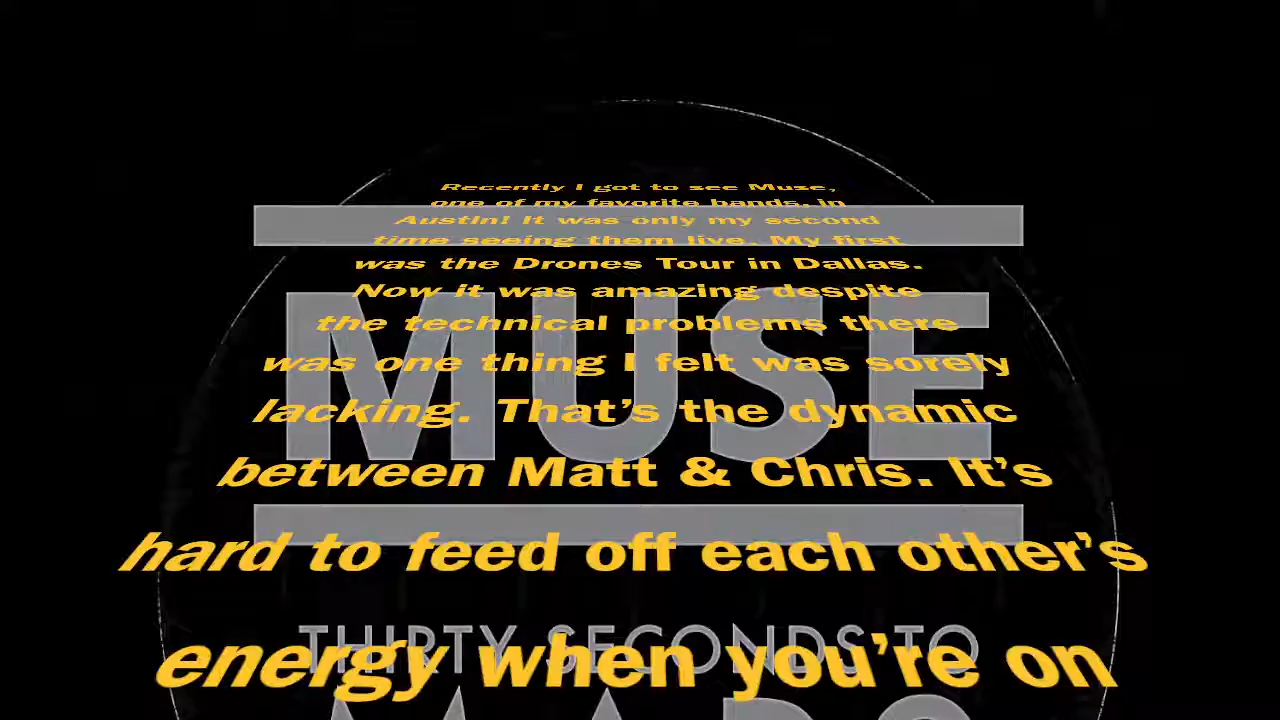 Recently I got to see Muse,
one of my favorite bands, in
Austin! It was only my second
time seeing them live. My first
was the Drones Tour in Dallas.
Now it was amazing despite
the technical problems there
was one thing I felt was sorely
lacking. That's the dynamic
between Matt & Chris. It's
hard to feed off each other's
energy when you're on
MUSE
THIRTY SECONDS TO
MARS